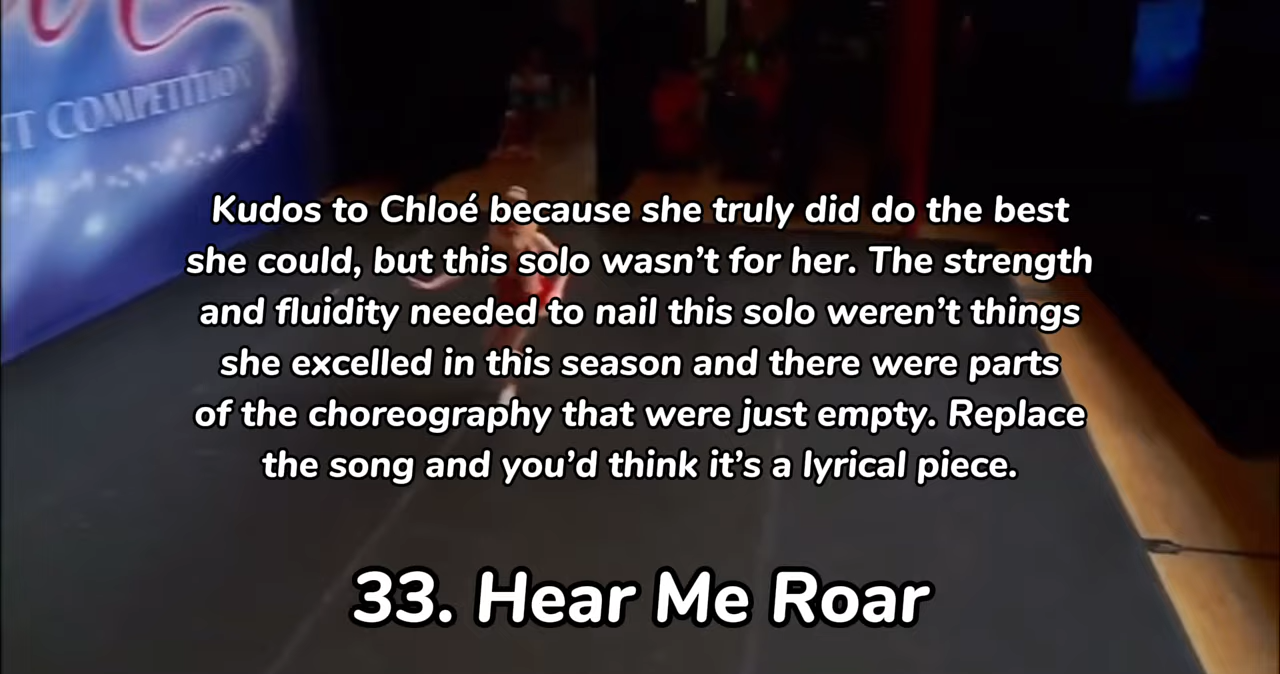 T COMPETITION
Kudos to Chloé because she truly did do the best
she could, but this solo wasn’t for her. The strength
and fluidity needed to nail this solo weren’t things
she excelled in this season and there were parts
of the choreography that were just empty. Replace
the song and you’d think it’s a lyrical piece.
33. Hear Me Roar